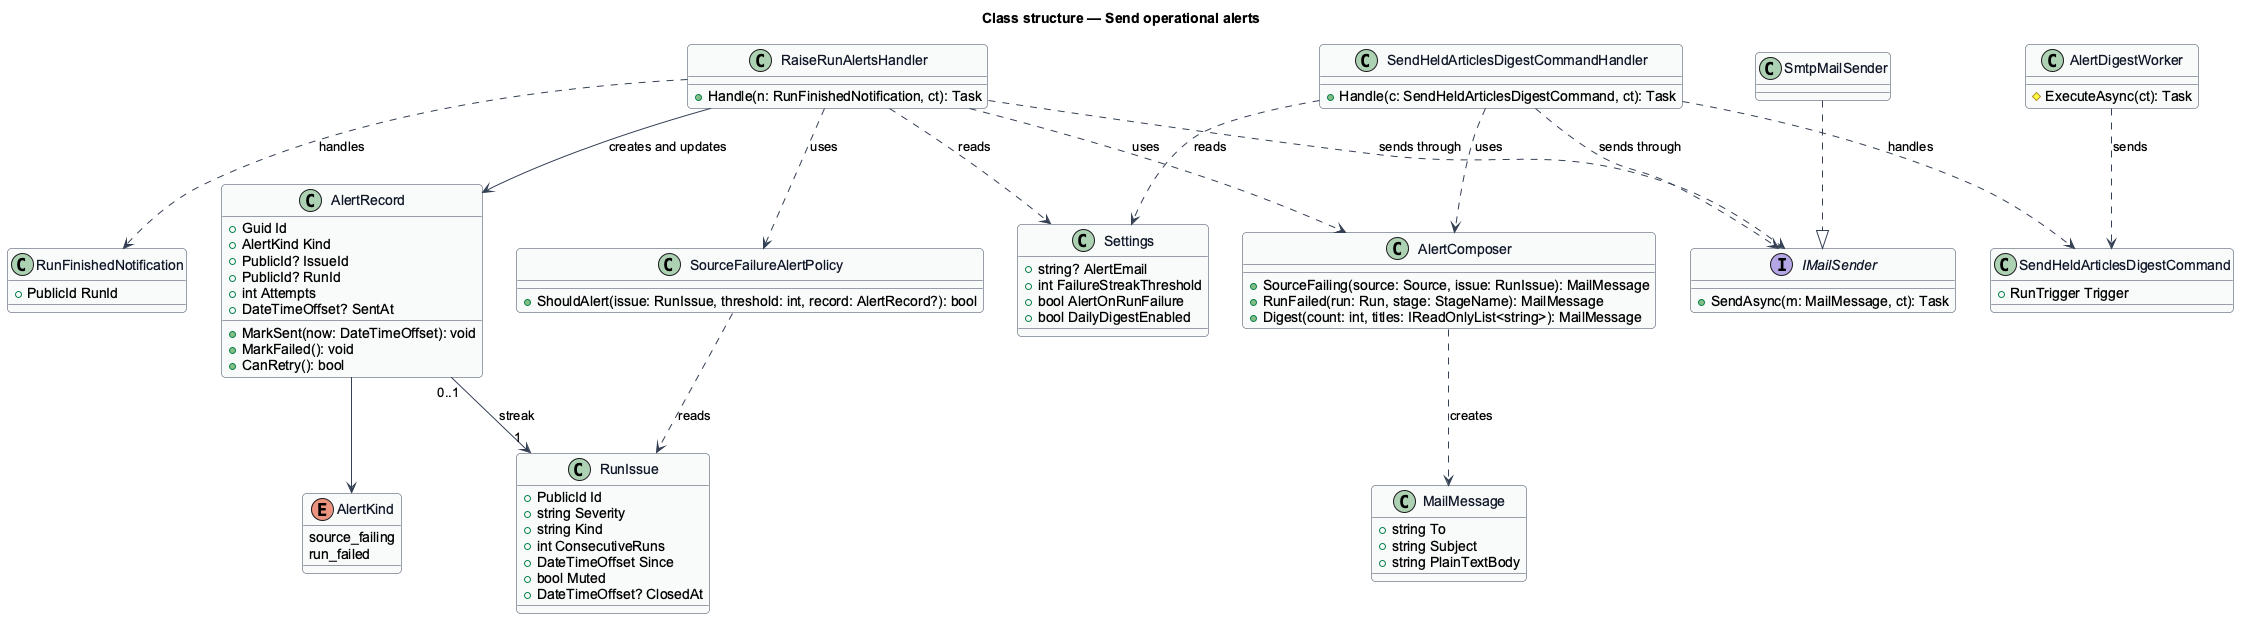 Class structure — Send operational alerts
C RaiseRunAlertsHandler
Handle(n: RunFinishedNotification, ct): Task
C SendHeldArticlesDigestCommandHandler
Handle(c: SendHeldArticlesDigestCommand, ct): Task
C SmtpMailSender
C AlertDigestWorker
ExecuteAsync(ct): Task
handles
creates and updates
uses
reads
uses
sends through
reads
uses
sends through
handles
sends
C RunFinishedNotification
PublicId RunId
C AlertRecord
Guid Id
AlertKind Kind
PublicId? IssueId
PublicId? RunId
int Attempts
DateTimeOffset? SentAt
MarkSent(now: DateTimeOffset): void
MarkFailed(): void
CanRetry(): bool
C SourceFailureAlertPolicy
ShouldAlert(issue: RunIssue, threshold: int, record: AlertRecord?): bool
C Settings
string? AlertEmail
int FailureStreakThreshold
bool AlertOnRunFailure
bool DailyDigestEnabled
C AlertComposer
SourceFailing(source: Source, issue: RunIssue): MailMessage
RunFailed(run: Run, stage: StageName): MailMessage
Digest(count: int, titles: IReadOnlyList<string>): MailMessage
I IMailSender
SendAsync(m: MailMessage, ct): Task
C SendHeldArticlesDigestCommand
RunTrigger Trigger
0..1
streak
1
reads
creates
E AlertKind
source_failing
run_failed
C RunIssue
PublicId Id
string Severity
string Kind
int ConsecutiveRuns
DateTimeOffset Since
bool Muted
DateTimeOffset? ClosedAt
C MailMessage
string To
string Subject
string PlainTextBody